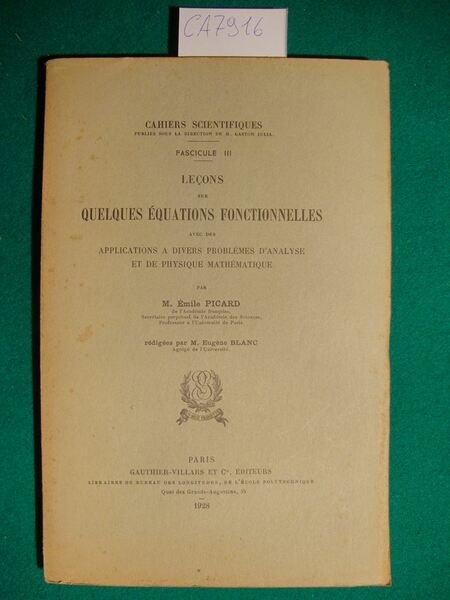 CA7916
CAHIERS SCIENTIFIQUES
PUBLIÉS SOUS LA DIRECTION DE M. GASTON JULIA.
FASCICULE III
LEÇONS
SUR
QUELQUES ÉQUATIONS FONCTIONNELLES
AVEC DES
APPLICATIONS A DIVERS PROBLÈMES D'ANALYSE
ET DE PHYSIQUE MATHÉMATIQUE
PAR
M. Émile PICARD
de l'Académie française,
Secrétaire perpétuel de l'Académie des Sciences,
Professeur à l'Université de Paris
rédigées par M. Eugène BLANC
Agrégé de l'Université.
PARIS
GAUTHIER-VILLARS ET Cie, ÉDITEURS
LIBRAIRES DU BUREAU DES LONGITUDES, DE L'ÉCOLE POLYTECHNIQUE
Quai des Grands-Augustins, 55
1928